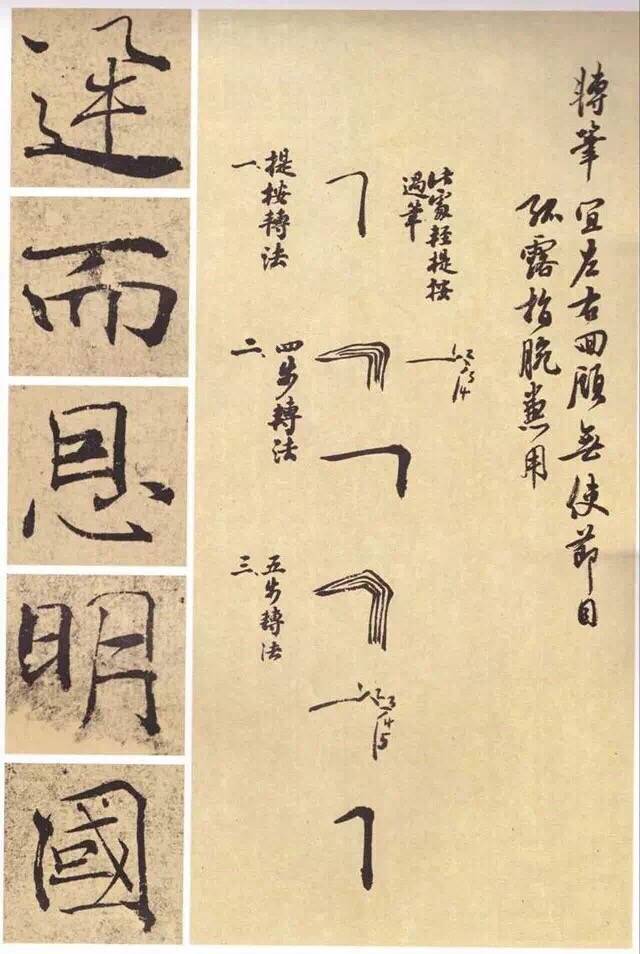 轉筆 宜左右回顧無使節目
孤露指腕兼用
此處輕提按
過筆
一、提按轉法
二、四步轉法
1 2 3 4
三、五步轉法
1 2 3 4 5
而
明
國